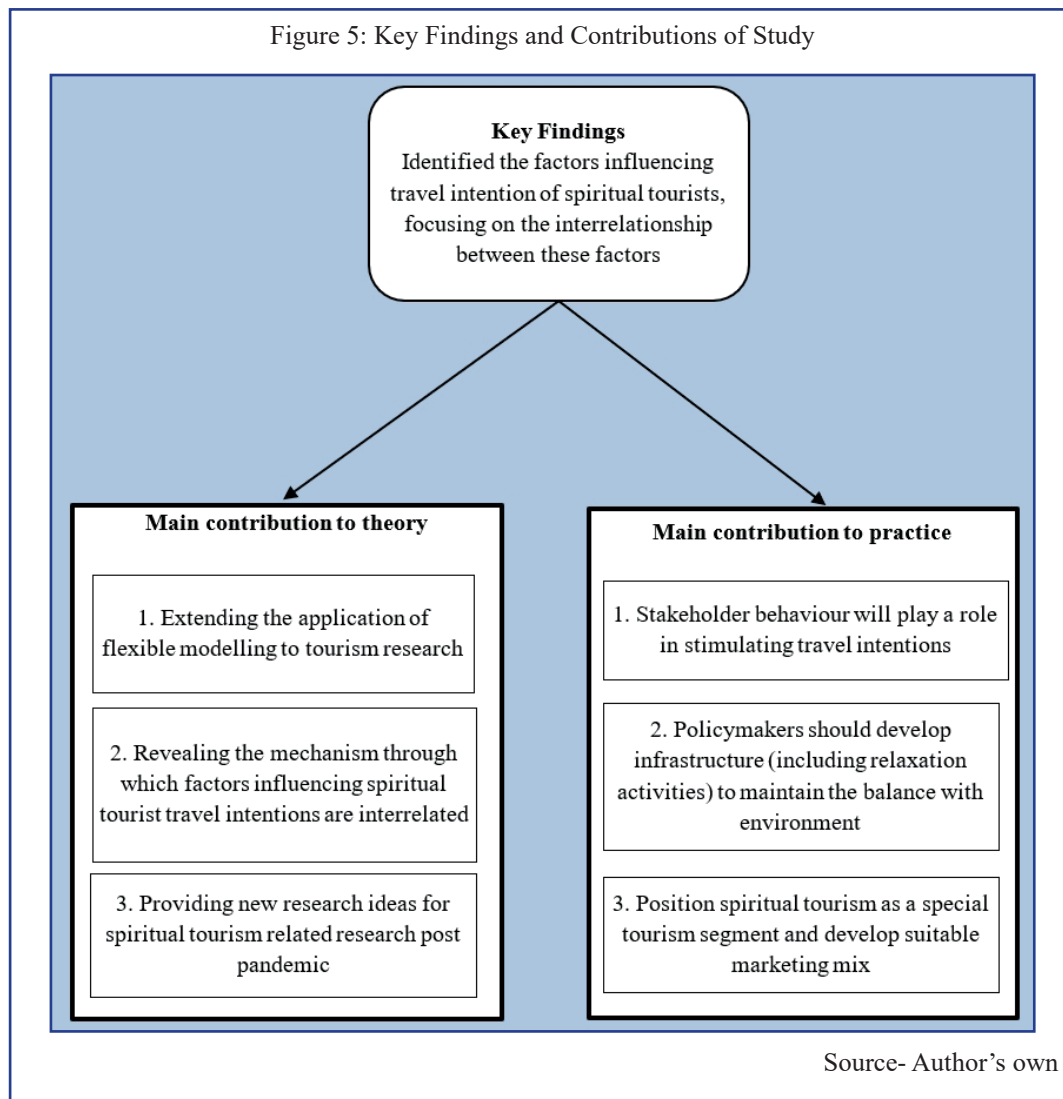 Figure 5: Key Findings and Contributions of Study
Key Findings
Identified the factors influencing
travel intention of spiritual tourists,
focusing on the interrelationship
between these factors
Main contribution to theory
1. Extending the application of
flexible modelling to tourism research
2. Revealing the mechanism through
which factors influencing spiritual
tourist travel intentions are interrelated
3. Providing new research ideas for
spiritual tourism related research post
pandemic
Main contribution to practice
1. Stakeholder behaviour will play a role
in stimulating travel intentions
2. Policymakers should develop
infrastructure (including relaxation
activities) to maintain the balance with
environment
3. Position spiritual tourism as a special
tourism segment and develop suitable
marketing mix
Source- Author’s own